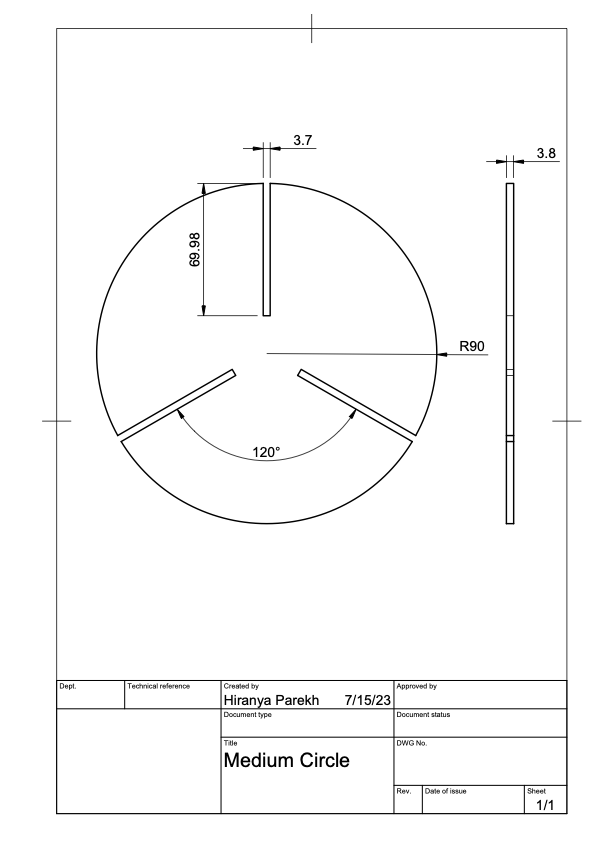 3.7
3.8
69.98
R90
120°
Dept.
Technical reference
Created by
Approved by
Hiranya Parekh
7/15/23
Document type
Document status
Title
DWG No.
Medium Circle
Rev.
Date of issue
Sheet
1/1